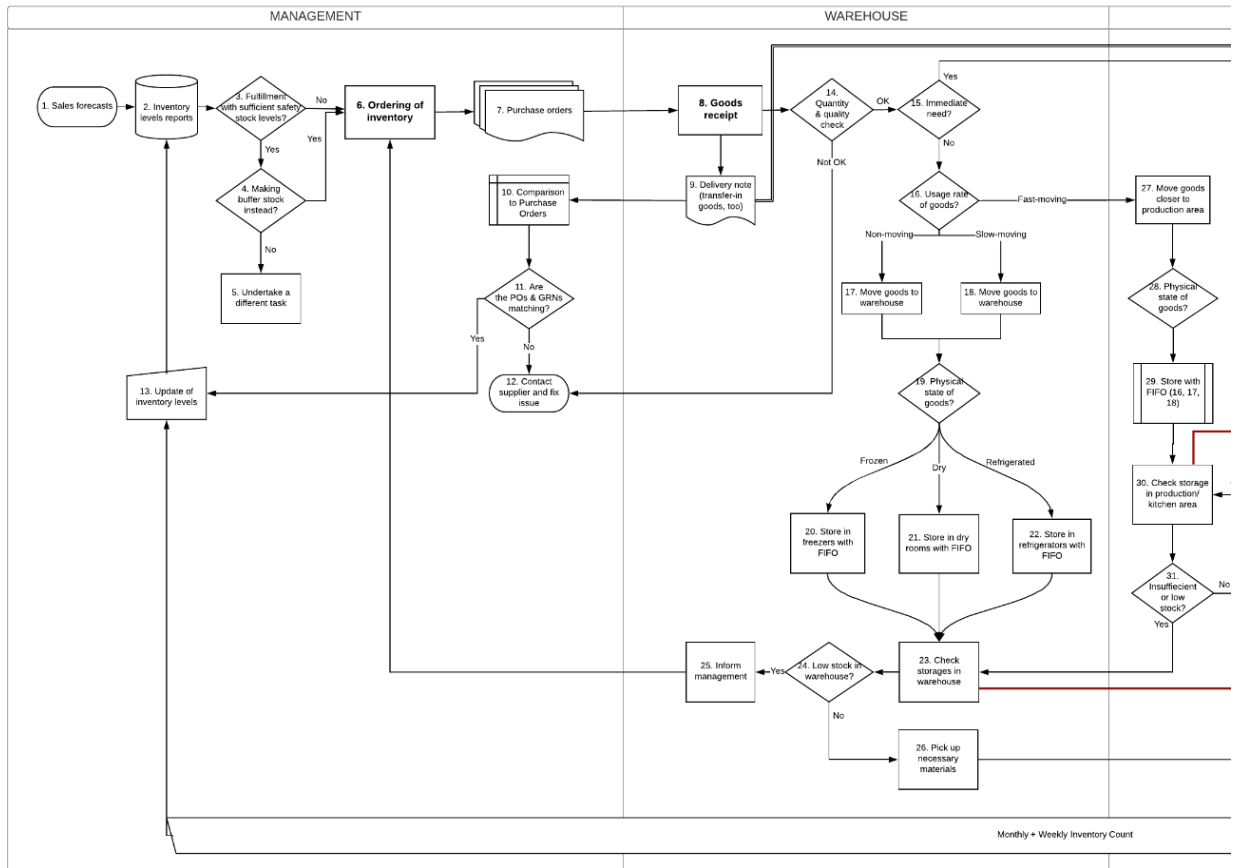 MANAGEMENT
WAREHOUSE
1. Sales forecasts
2. Inventory
levels reports
3. Fulfillment
with sufficient safety
stock levels?
No
Yes
Yes
4. Making
buffer stock
instead?
No
5. Undertake a
different task
6. Ordering of
inventory
7. Purchase orders
8. Goods
receipt
9. Delivery note
(transfer-in
goods, too)
10. Comparison
to Purchase
Orders
11. Are
the POs & GRNs
matching?
Yes
No
12. Contact
supplier and fix
issue
13. Update of
inventory levels
14.
Quantity
& quality
check
OK
Not OK
15. Immediate
need?
Yes
No
16. Usage rate
of goods?
Non-moving
Slow-moving
Fast-moving
17. Move goods to
warehouse
18. Move goods to
warehouse
19. Physical
state of
goods?
Frozen
Dry
Refrigerated
20. Store in
freezers with
FIFO
21. Store in dry
rooms with FIFO
22. Store in
refrigerators with
FIFO
23. Check
storages in
warehouse
24. Low stock in
warehouse?
Yes
No
25. Inform
management
26. Pick up
necessary
materials
27. Move goods
closer to
production area
28. Physical
state of
goods?
29. Store with
FIFO (16, 17,
18)
30. Check storage
in production/
kitchen area
31.
Insuffiecient
or low
stock?
No
Yes
Monthly + Weekly Inventory Count